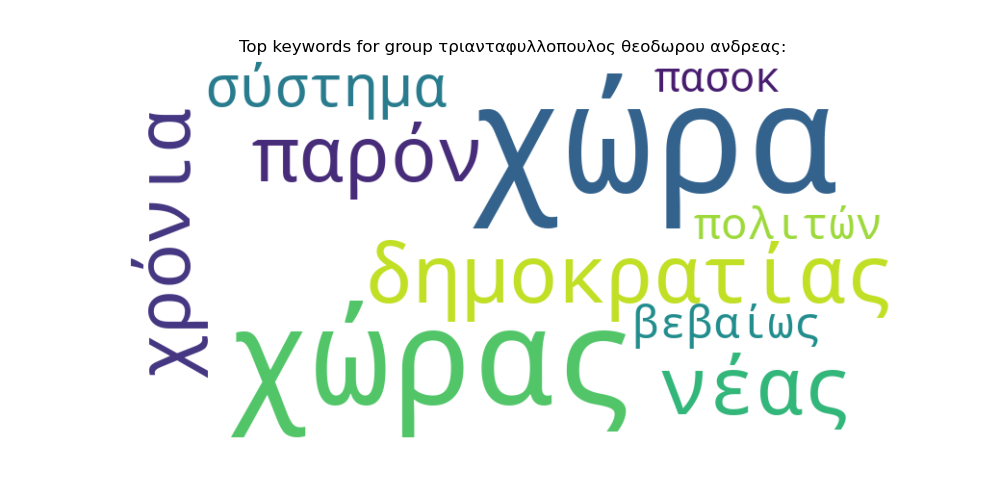 Top keywords for group τριανταφυλλοπουλος θεοδωρου ανδρεας:
σύστημα
πασοκ
χώρα
παρόν
χρόνια
πολιτών
δημοκρατίας
βεβαίως
χώρας
νέας